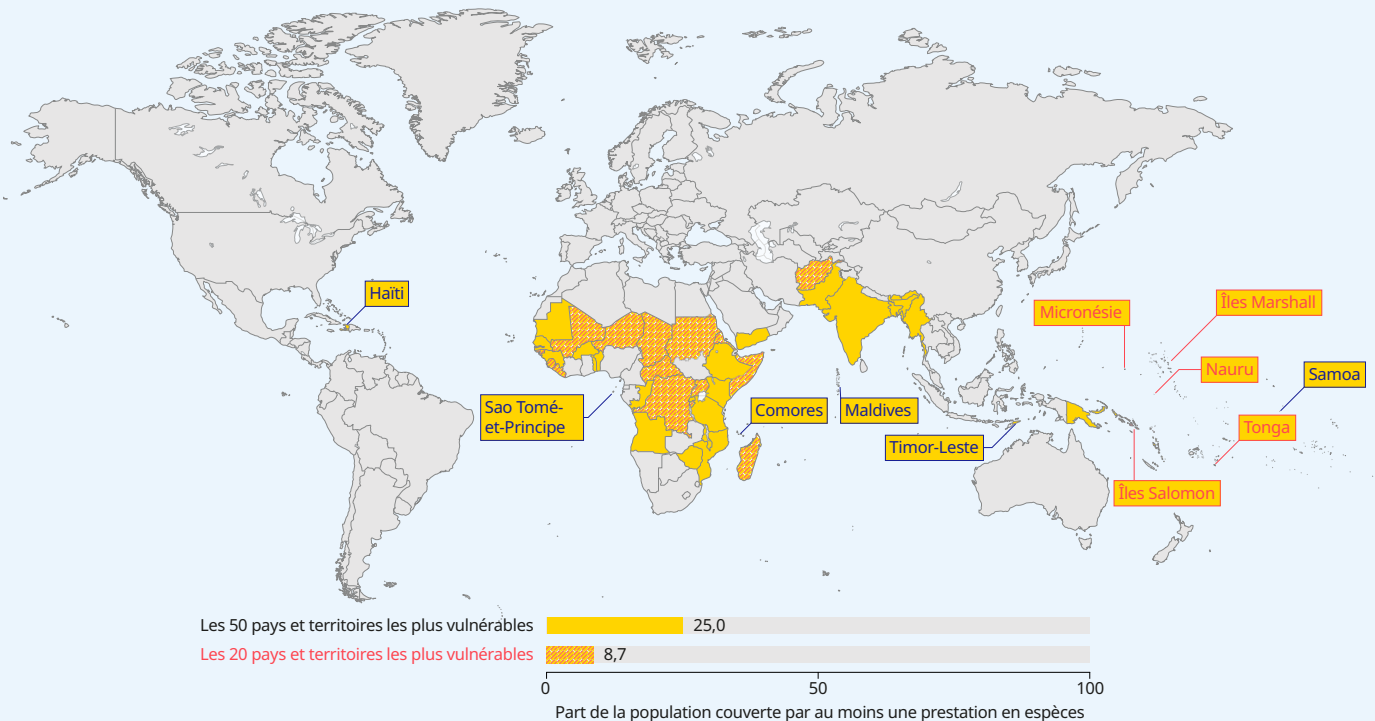 Haïti
Micronésie
Îles Marshall
Nauru
Samoa
Sao Tomé-
et-Principe
Comores
Maldives
Tonga
Timor-Leste
Îles Salomon
Les 50 pays et territoires les plus vulnérables 25,0
Les 20 pays et territoires les plus vulnérables 8,7
0 50 100
Part de la population couverte par au moins une prestation en espèces